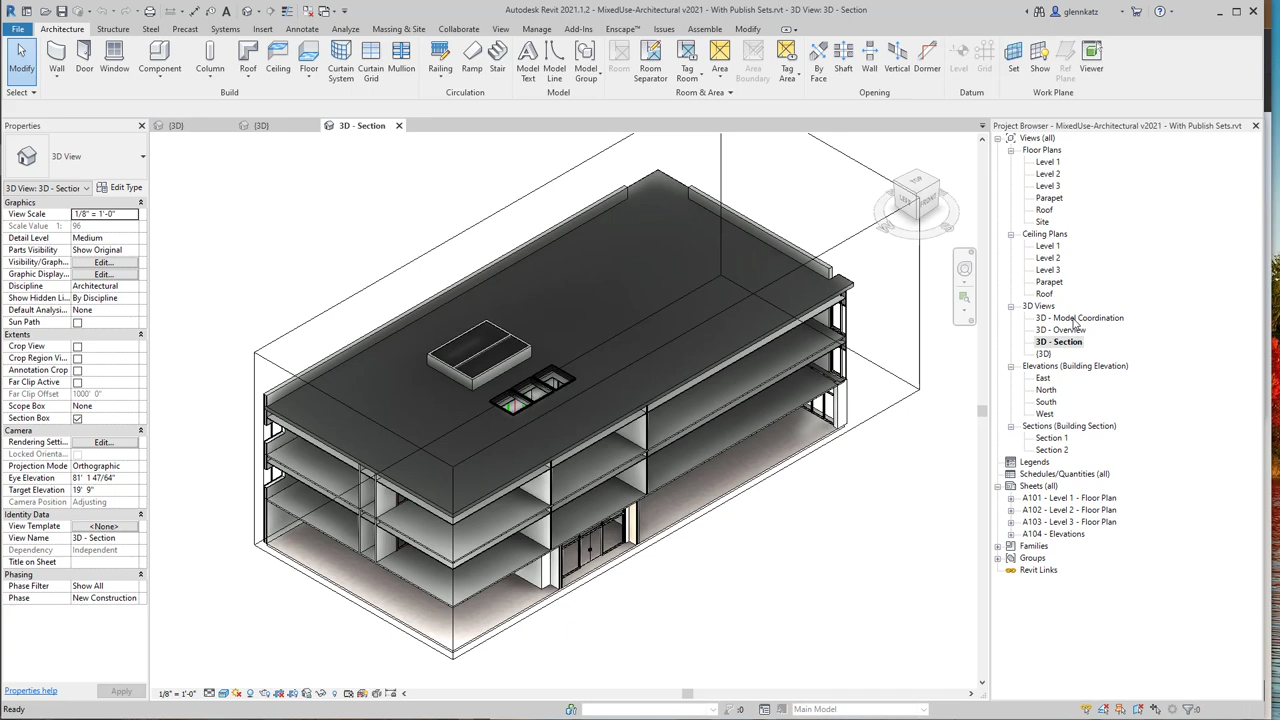 Autodesk Revit 2021.1.2 - MixedUse-Architectural v2021 - With Publish Sets.rvt - 3D View: 3D - Section
glennkatz
File Architecture Structure Steel Precast Systems Insert Annotate Analyze Massing & Site Collaborate View Manage Add-Ins Enscape™ Issues Assemble Modify
Modify Wall Door Window Component Column Roof Ceiling Floor Curtain System Curtain Grid Mullion Railing Ramp Stair Model Text Model Line Model Group Room Room Separator Tag Room Area Area Boundary Tag Area By Face Shaft Wall Vertical Dormer Level Grid Set Show Ref Plane Viewer
Select Build Circulation Model Room & Area Opening Datum Work Plane
Properties
3D View
3D View: 3D - Section Edit Type
Graphics
View Scale 1/8" = 1'-0"
Scale Value 1: 96
Detail Level Medium
Parts Visibility Show Original
Visibility/Graph... Edit...
Graphic Display... Edit...
Discipline Architectural
Show Hidden Li... By Discipline
Default Analysi... None
Sun Path
Extents
Crop View
Crop Region Vi...
Annotation Crop
Far Clip Active
Far Clip Offset 1000' 0"
Scope Box None
Section Box
Camera
Rendering Setti... Edit...
Locked Orienta...
Projection Mode Orthographic
Eye Elevation 81' 1 47/64"
Target Elevation 19' 9"
Camera Position Adjusting
Identity Data
View Template <None>
View Name 3D - Section
Dependency Independent
Title on Sheet
Phasing
Phase Filter Show All
Phase New Construction
Properties help Apply
Ready
{3D} {3D} 3D - Section
TOP
LEFT FRONT
1/8" = 1'-0"
:0 Main Model :0
Project Browser - MixedUse-Architectural v2021 - With Publish Sets.rvt
Views (all)
Floor Plans
Level 1
Level 2
Level 3
Parapet
Roof
Site
Ceiling Plans
Level 1
Level 2
Level 3
Parapet
Roof
3D Views
3D - Model Coordination
3D - Overview
3D - Section
{3D}
Elevations (Building Elevation)
East
North
South
West
Sections (Building Section)
Section 1
Section 2
Legends
Schedules/Quantities (all)
Sheets (all)
A101 - Level 1 - Floor Plan
A102 - Level 2 - Floor Plan
A103 - Level 3 - Floor Plan
A104 - Elevations
Families
Groups
Revit Links